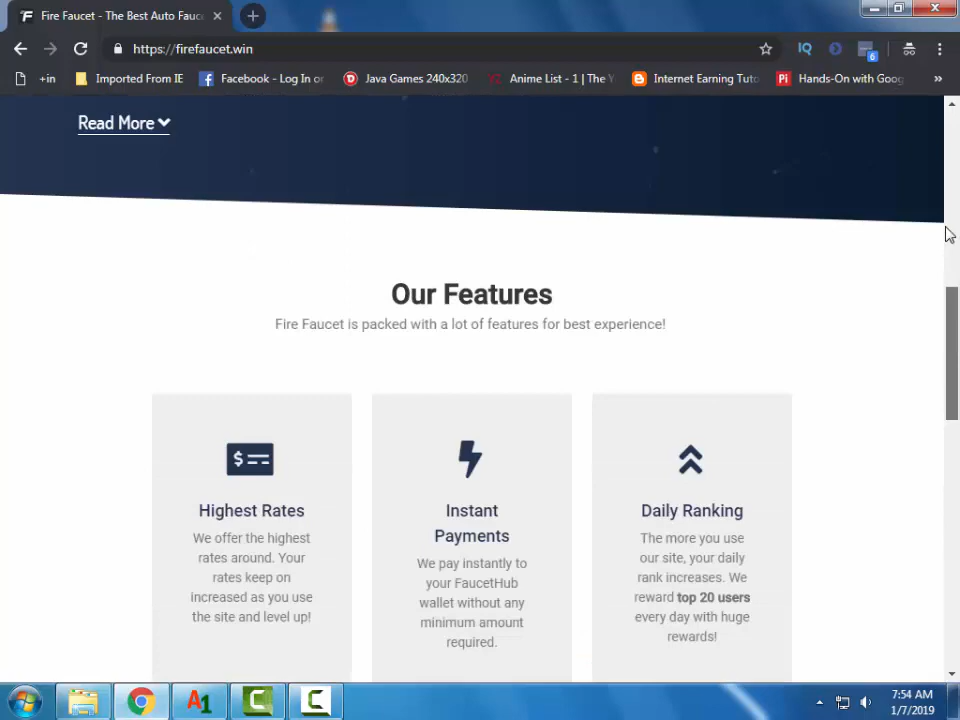 Fire Faucet - The Best Auto Fauc
https://firefaucet.win
6
+in
Imported From IE
Facebook - Log In or
Java Games 240x320
Anime List - 1 | The
Internet Earning Tuto
Hands-On with Goog
Read More
Our Features
Fire Faucet is packed with a lot of features for best experience!
Highest Rates
We offer the highest
rates around. Your
rates keep on
increased as you use
the site and level up!
Instant
Payments
We pay instantly to
your FaucetHub
wallet without any
minimum amount
required.
Daily Ranking
The more you use
our site, your daily
rank increases. We
reward top 20 users
every day with huge
rewards!
7:54 AM
1/7/2019